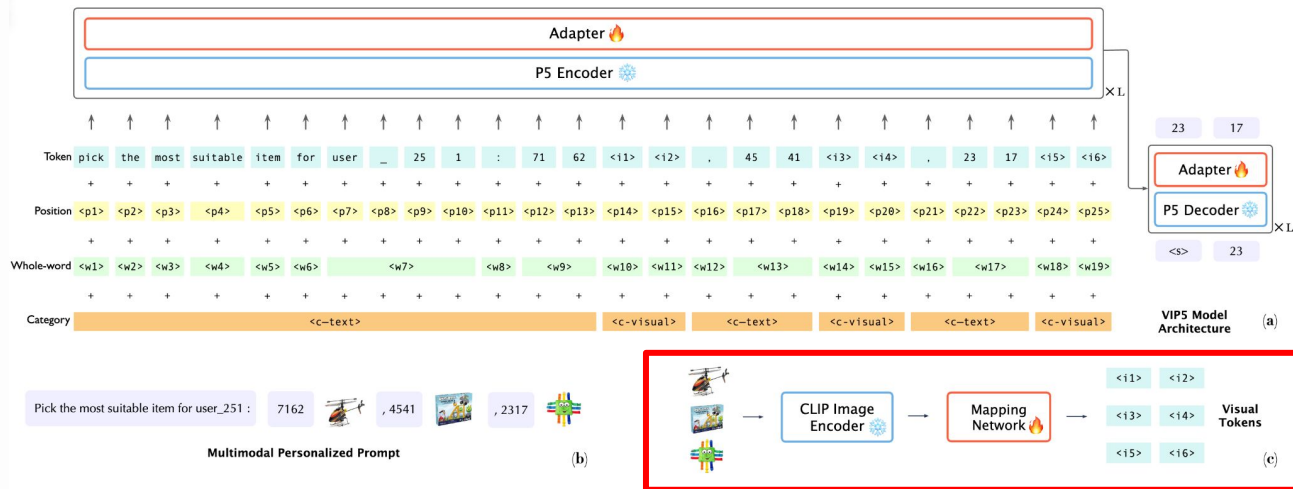 Adapter
P5 Encoder
× L
Token pick the most suitable item for user _ 25 1 : 71 62 <i1> <i2> , 45 41 <i3> <i4> , 23 17 <i5> <i6>
+ + + + + + + + + + + + + + + + + + + + + + + + +
Position <p1> <p2> <p3> <p4> <p5> <p6> <p7> <p8> <p9> <p10> <p11> <p12> <p13> <p14> <p15> <p16> <p17> <p18> <p19> <p20> <p21> <p22> <p23> <p24> <p25>
+ + + + + + + + + + + + + + + + + + + + + + + + +
Whole-word <w1> <w2> <w3> <w4> <w5> <w6> <w7> <w8> <w9> <w10> <w11> <w12> <w13> <w14> <w15> <w16> <w17> <w18> <w19>
+ + + + + + + + + + + + + + + + + + + + + + + + +
Category <c-text> <c-visual> <c-text> <c-visual> <c-text> <c-visual>
23 17
Adapter
P5 Decoder
× L
<s> 23
VIP5 Model
Architecture
(a)
Pick the most suitable item for user_251 : 7162 , 4541 , 2317
Multimodal Personalized Prompt (b)
CLIP Image
Encoder
Mapping
Network
<i1> <i2>
<i3> <i4>
<i5> <i6>
Visual
Tokens
(c)